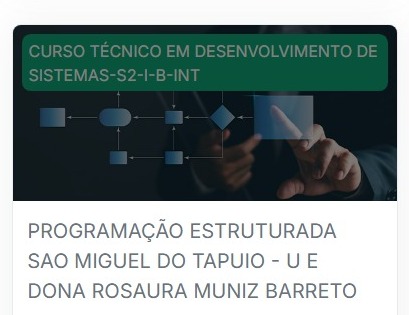 CURSO TÉCNICO EM DESENVOLVIMENTO DE
SISTEMAS-S2-I-B-INT
PROGRAMAÇÃO ESTRUTURADA
SAO MIGUEL DO TAPUIO - U E
DONA ROSAURA MUNIZ BARRETO